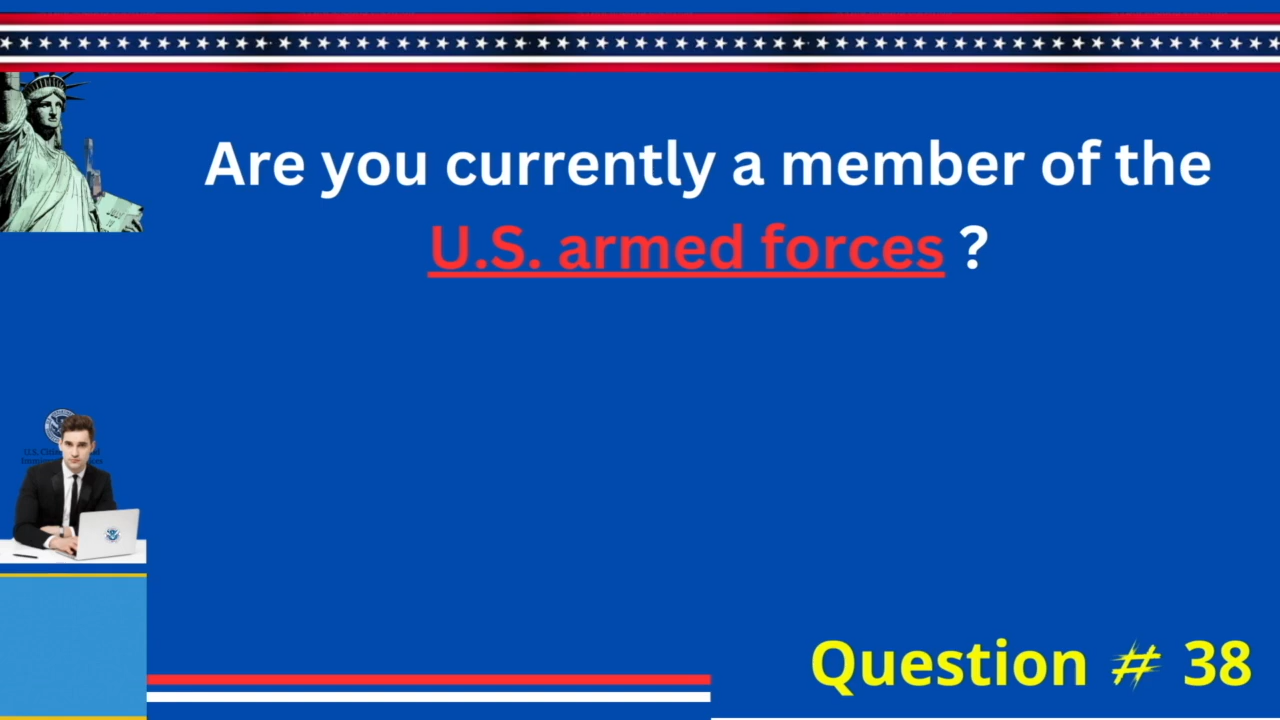 Are you currently a member of the
U.S. armed forces ?
Question # 38